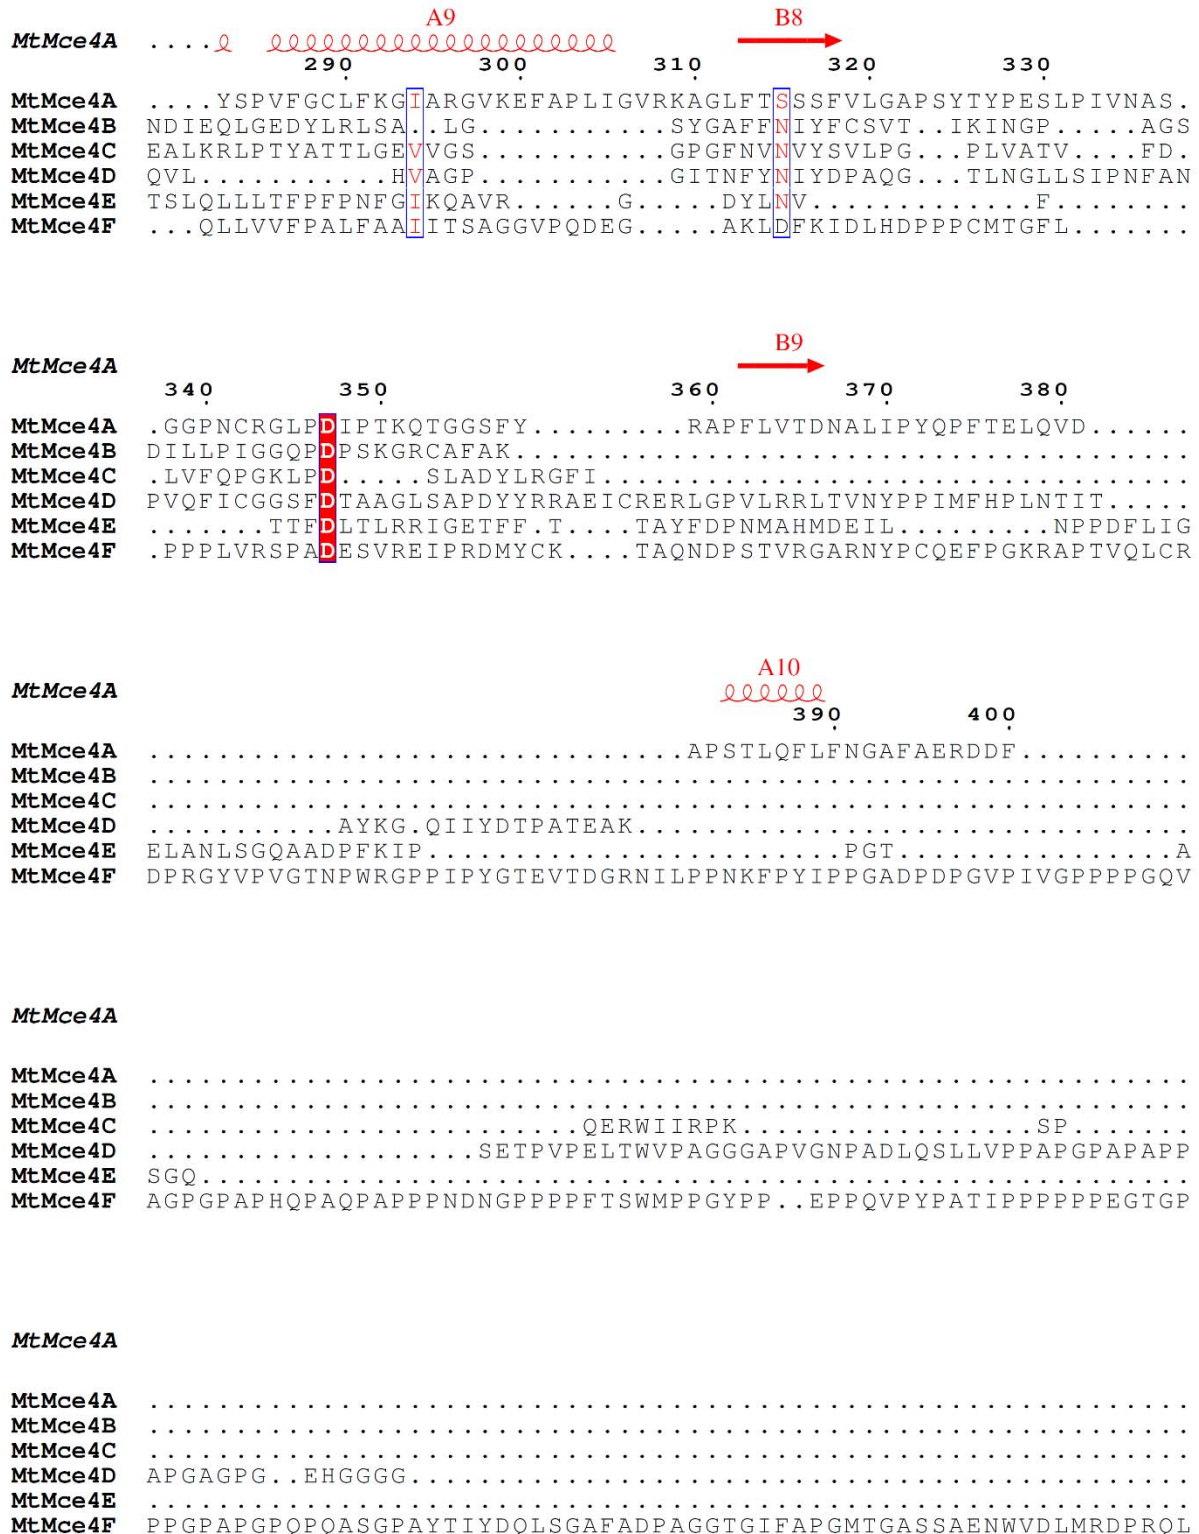 A9 B8
MtMce4A ....
290 300 310 320 330
MtMce4A ....YSPVFGCLFKGIARGVKEFAPLIGVRKAGLFTSSSFVLGAPSYTYPESLPIVNAS.
MtMce4B NDIEQLGEDYLRLSA..LG...........SYGAFFNIYFCSVT..IKINGP.....AGS
MtMce4C EALKRLPTYATTLGEVVGS...........GPGFNVNVYSVLPG...PLVATV...FD.
MtMce4D QVL...........HVAGP...........GITNFYNIYDPAQG...TLNGLLSIPNFAN
MtMce4E TSLQLLLTFPFPNFGIKQAVR......G.....DYLNV.............F........
MtMce4F ...QLLVVFPALFAAIITSAGGVPQDEG.....AKLDFKIDLHDPPPCMTGFL.......
B9
MtMce4A
340 350 360 370 380
MtMce4A .GGPNCRGLPDIPTKQTGGSFY.........RAPFLVTDNALIPYQPFTELQVD......
MtMce4B DILLPIGGQPDPSKGRCAFAK.......................................
MtMce4C .LVFQPGKLPD.....SLADYLRGFI..................................
MtMce4D PVQFICGGSFDTAAGLSAPDYYRRAEICRERLGPVLRRLTVNYPPIMFHPLNTIT.....
MtMce4E .......TTFDLTLRRIGETFF.T....TAYFDPNMAHMDEIL.........NPPDFLIG
MtMce4F .PPPLVRSPADESVREIPRDMYCK....TAQNDPSTVRGARNYPCQEFPGKRAPTVQLCR
A10
MtMce4A
390 400
MtMce4A ...............................APSTLQFLFNGAFAERDDF..........
MtMce4B ............................................................
MtMce4C ............................................................
MtMce4D ...........AYKG.QIIYDTPATEAK................................
MtMce4E ELANLSGQAADPFKIP........................PGT................A
MtMce4F DPRGYVPVGTNPWRGPPIPYGTEVTDGRNILPPNKFPYIPPGADPDPGVPIVGPPPPGQV
MtMce4A
MtMce4A ............................................................
MtMce4B ............................................................
MtMce4C .........................QERWIIRPK.................SP.......
MtMce4D ...................SETPVPELTWVPAGGGAPVGNPADLQSLLVPPAPGPAPAPP
MtMce4E SGQ.........................................................
MtMce4F AGPGPAPHQPAQPAPPPNDNGPPPPFTSWMPPGYPP..EPPQVPYPATIPPPPPPEGTGP
MtMce4A
MtMce4A ............................................................
MtMce4B ............................................................
MtMce4C ............................................................
MtMce4D APGAGPG..EHGGGG.............................................
MtMce4E ............................................................
MtMce4F PPGPAPGPQPQASGPAYTIYDQLSGAFADPAGGTGIFAPGMTGASSAENWVDLMRDPRQL